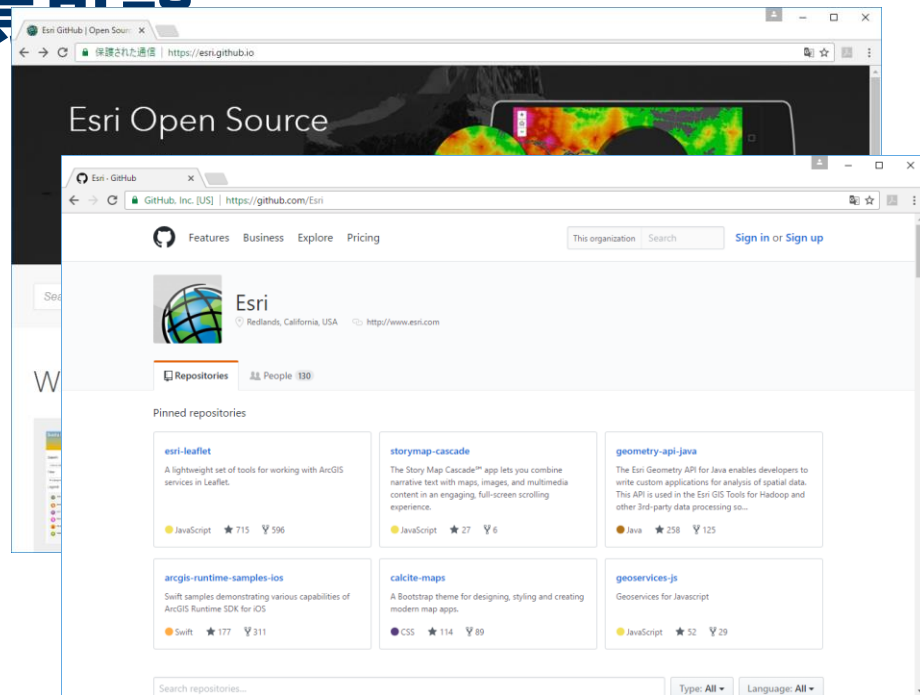 Esri GitHub | Open Sour
保護された通信 | https://esri.github.io
Esri Open Source
Sea
W
Esri - GitHub
GitHub, Inc. [US] | https://github.com/Esri
Features Business Explore Pricing
This organization Search Sign in or Sign up
Esri
Redlands, California, USA http://www.esri.com
Repositories People 130
Pinned repositories
esri-leaflet
A lightweight set of tools for working with ArcGIS
services in Leaflet.
JavaScript 715 596
storymap-cascade
The Story Map Cascade℠ app lets you combine
narrative text with maps, images, and multimedia
content in an engaging, full-screen scrolling
experience.
JavaScript 27 6
geometry-api-java
The Esri Geometry API for Java enables developers to
write custom applications for analysis of spatial data.
This API is used in the Esri GIS Tools for Hadoop and
other 3rd-party data processing so...
Java 258 125
arcgis-runtime-samples-ios
Swift samples demonstrating various capabilities of
ArcGIS Runtime SDK for iOS
Swift 177 311
calcite-maps
A Bootstrap theme for designing, styling and creating
modern map apps.
CSS 114 89
geoservices-js
Geoservices for Javascript
JavaScript 52 29
Search repositories...
Type: All Language: All